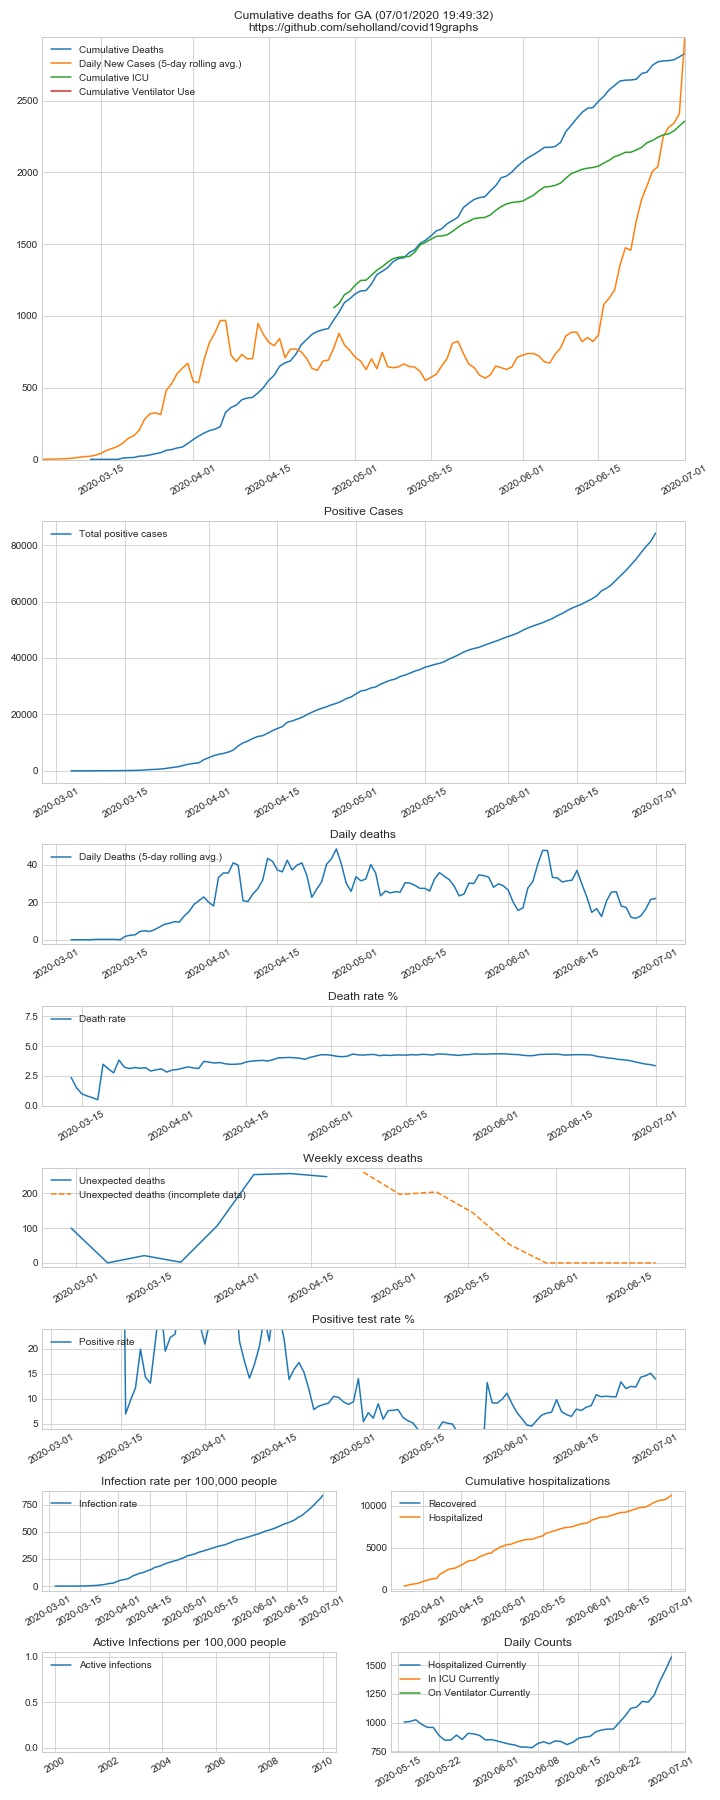 Cumulative deaths for GA (07/01/2020 19:49:32)
https://github.com/seholland/covid19graphs
Cumulative Deaths
Daily New Cases (5-day rolling avg.)
Cumulative ICU
Cumulative Ventilator Use
2500
2000
1500
1000
500
0
2020-03-15 2020-04-01 2020-04-15 2020-05-01 2020-05-15 2020-06-01 2020-06-15 2020-07-01
Positive Cases
Total positive cases
80000
60000
40000
20000
0
2020-03-01 2020-03-15 2020-04-01 2020-04-15 2020-05-01 2020-05-15 2020-06-01 2020-06-15 2020-07-01
Daily deaths
Daily Deaths (5-day rolling avg.)
40
20
0
2020-03-01 2020-03-15 2020-04-01 2020-04-15 2020-05-01 2020-05-15 2020-06-01 2020-06-15 2020-07-01
Death rate %
Death rate
7.5
5.0
2.5
0.0
2020-03-15 2020-04-01 2020-04-15 2020-05-01 2020-05-15 2020-06-01 2020-06-15 2020-07-01
Weekly excess deaths
Unexpected deaths
Unexpected deaths (incomplete data)
200
100
0
2020-03-01 2020-03-15 2020-04-01 2020-04-15 2020-05-01 2020-05-15 2020-06-01 2020-06-15
Positive test rate %
Positive rate
20
15
10
5
2020-03-01 2020-03-15 2020-04-01 2020-04-15 2020-05-01 2020-05-15 2020-06-01 2020-06-15 2020-07-01
Infection rate per 100,000 people
Infection rate
750
500
250
0
2020-03-01 2020-03-15 2020-04-01 2020-04-15 2020-05-01 2020-05-15 2020-06-01 2020-06-15 2020-07-01
Cumulative hospitalizations
Recovered
Hospitalized
10000
5000
0
2020-04-01 2020-04-15 2020-05-01 2020-05-15 2020-06-01 2020-06-15 2020-07-01
Active Infections per 100,000 people
Active infections
1.0
0.5
0.0
2000 2002 2004 2006 2008 2010
Daily Counts
Hospitalized Currently
In ICU Currently
On Ventilator Currently
1500
1250
1000
750
2020-05-15 2020-05-22 2020-06-01 2020-06-08 2020-06-15 2020-06-22 2020-07-01